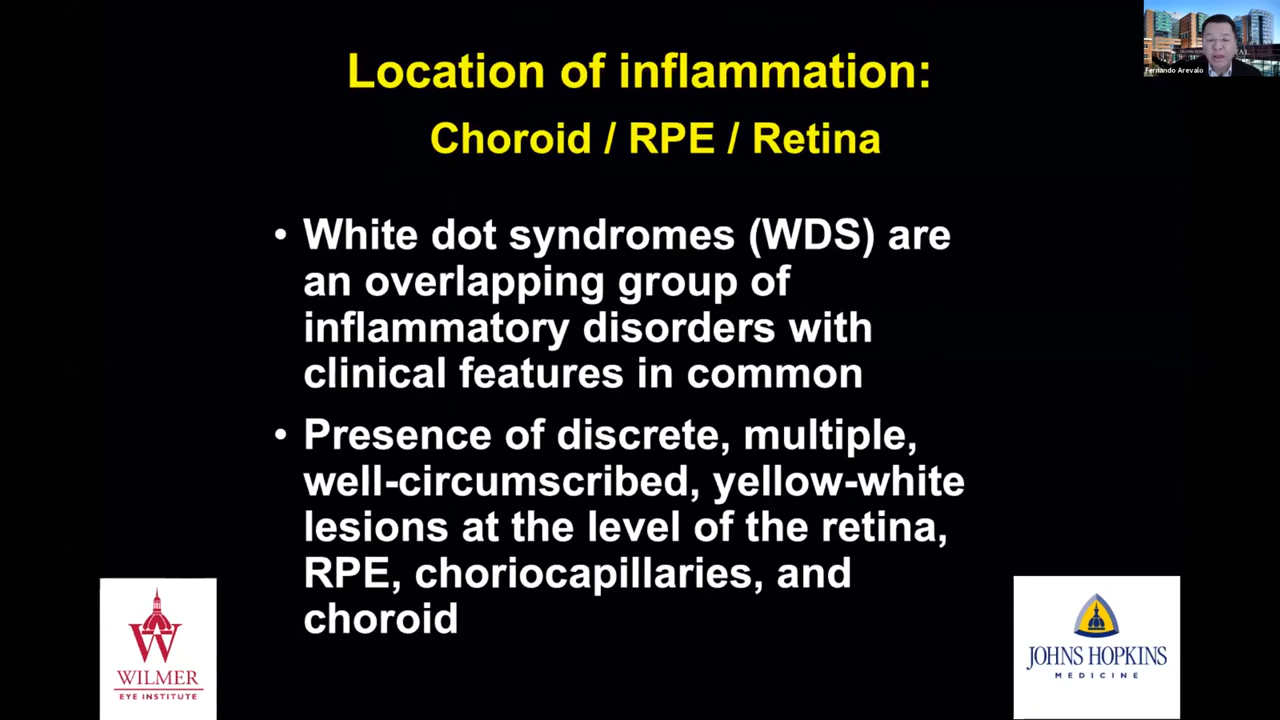 Location of inflammation:
Choroid / RPE / Retina
• White dot syndromes (WDS) are
an overlapping group of
inflammatory disorders with
clinical features in common
• Presence of discrete, multiple,
well-circumscribed, yellow-white
lesions at the level of the retina,
RPE, choriocapillaries, and
choroid
W
WILMER
EYE INSTITUTE
JOHNS HOPKINS
MEDICINE
Fernando Arevalo